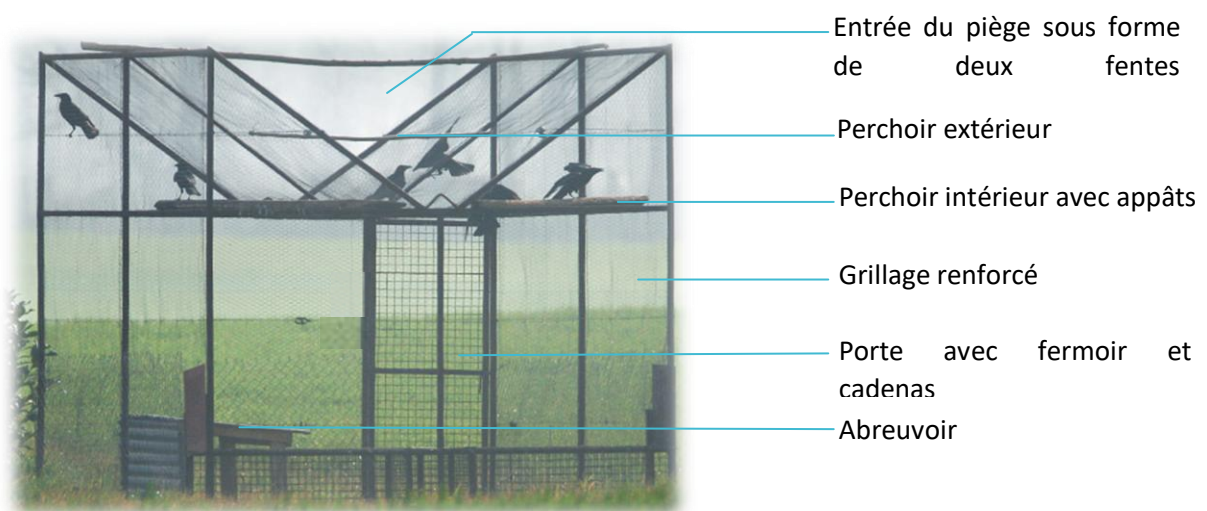 Entrée du piège sous forme
de deux fentes
Perchoir extérieur
Perchoir intérieur avec appâts
Grillage renforcé
Porte avec fermoir et
cadenas
Abreuvoir